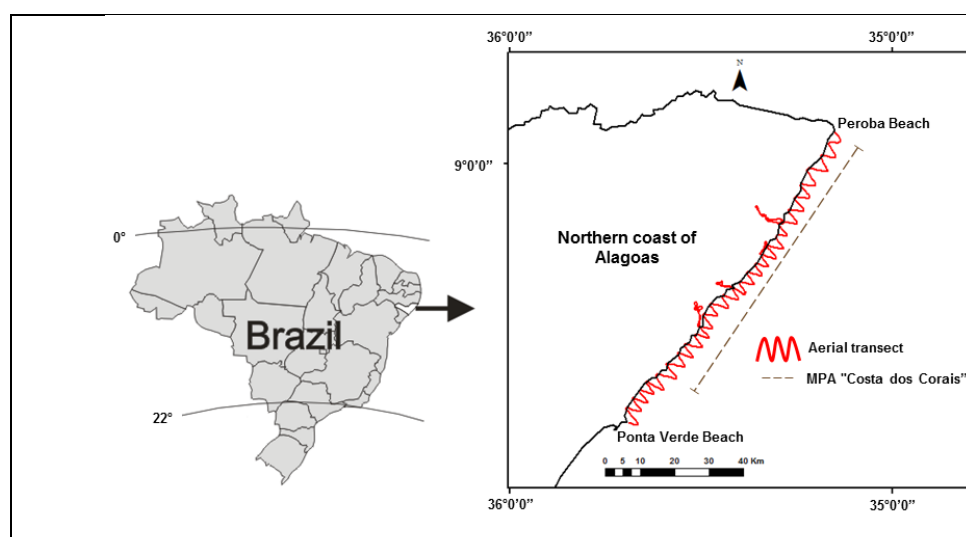 36°0'0''
35°0'0''
N
Peroba Beach
9°0'0''
0°
Northern coast of
Alagoas
Brazil
Aerial transect
MPA "Costa dos Corais"
22°
Ponta Verde Beach
0 5 10 20 30 40 Km
36°0'0''
35°0'0''